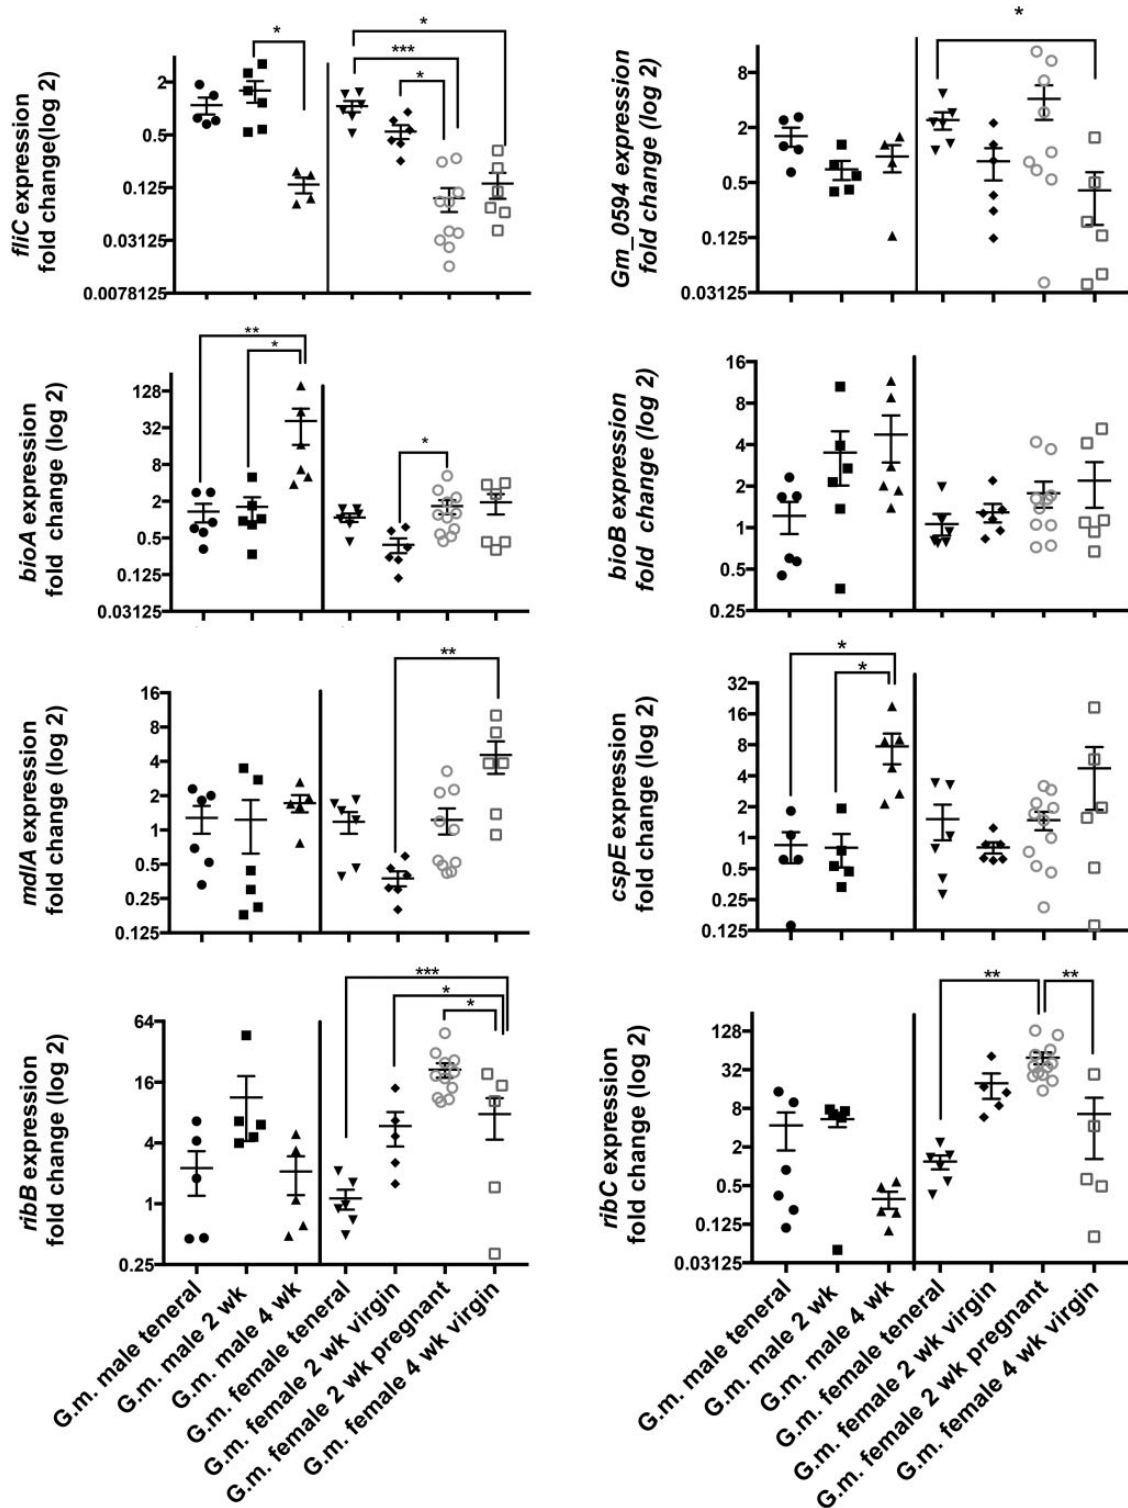 fliC expression
fold change(log 2)
2
0.5
0.125
0.03125
0.0078125
*
*
***
*
Gm_0594 expression
fold change (log 2)
8
2
0.5
0.125
0.03125
*
bioA expression
fold change (log 2)
128
32
8
2
0.5
0.125
0.03125
**
*
*
bioB expression
fold change (log 2)
16
8
4
2
1
0.5
0.25
mdlA expression
fold change (log 2)
16
8
4
2
1
0.5
0.25
0.125
**
cspE expression
fold change (log 2)
32
16
8
4
2
1
0.5
0.25
0.125
*
*
ribB expression
fold change (log 2)
64
16
4
1
0.25
***
*
*
G.m. male teneral
G.m. male 2 wk
G.m. male 4 wk
G.m. female teneral
G.m. female 2 wk virgin
G.m. female 2 wk pregnant
G.m. female 4 wk virgin
ribC expression
fold change (log 2)
128
32
8
2
0.5
0.125
0.03125
**
**
G.m. male teneral
G.m. male 2 wk
G.m. male 4 wk
G.m. female teneral
G.m. female 2 wk virgin
G.m. female 2 wk pregnant
G.m. female 4 wk virgin